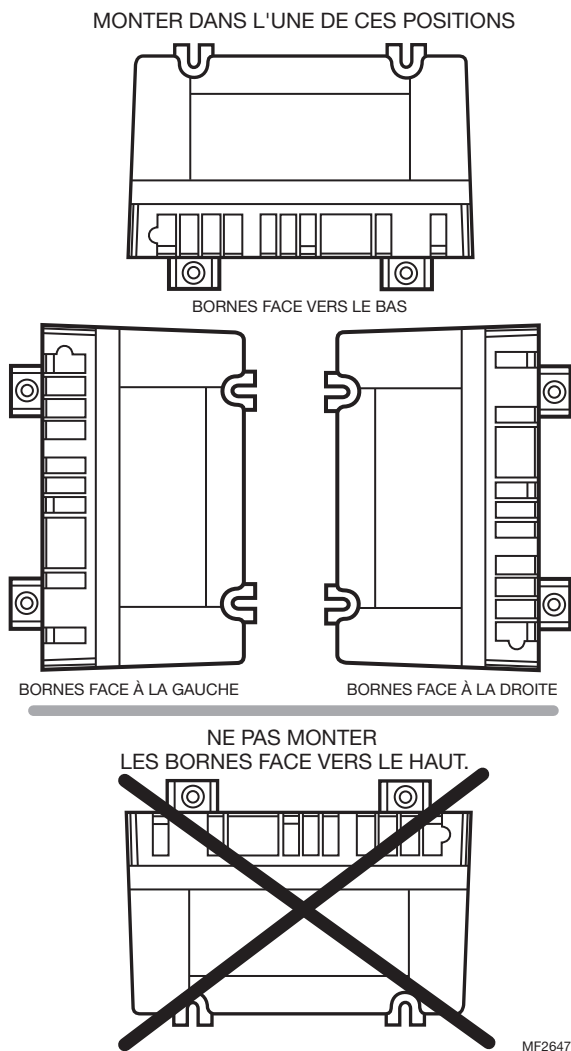 MONTER DANS L'UNE DE CES POSITIONS
BORNES FACE VERS LE BAS
BORNES FACE À LA GAUCHE
BORNES FACE À LA DROITE
NE PAS MONTER
LES BORNES FACE VERS LE HAUT.
MF2647